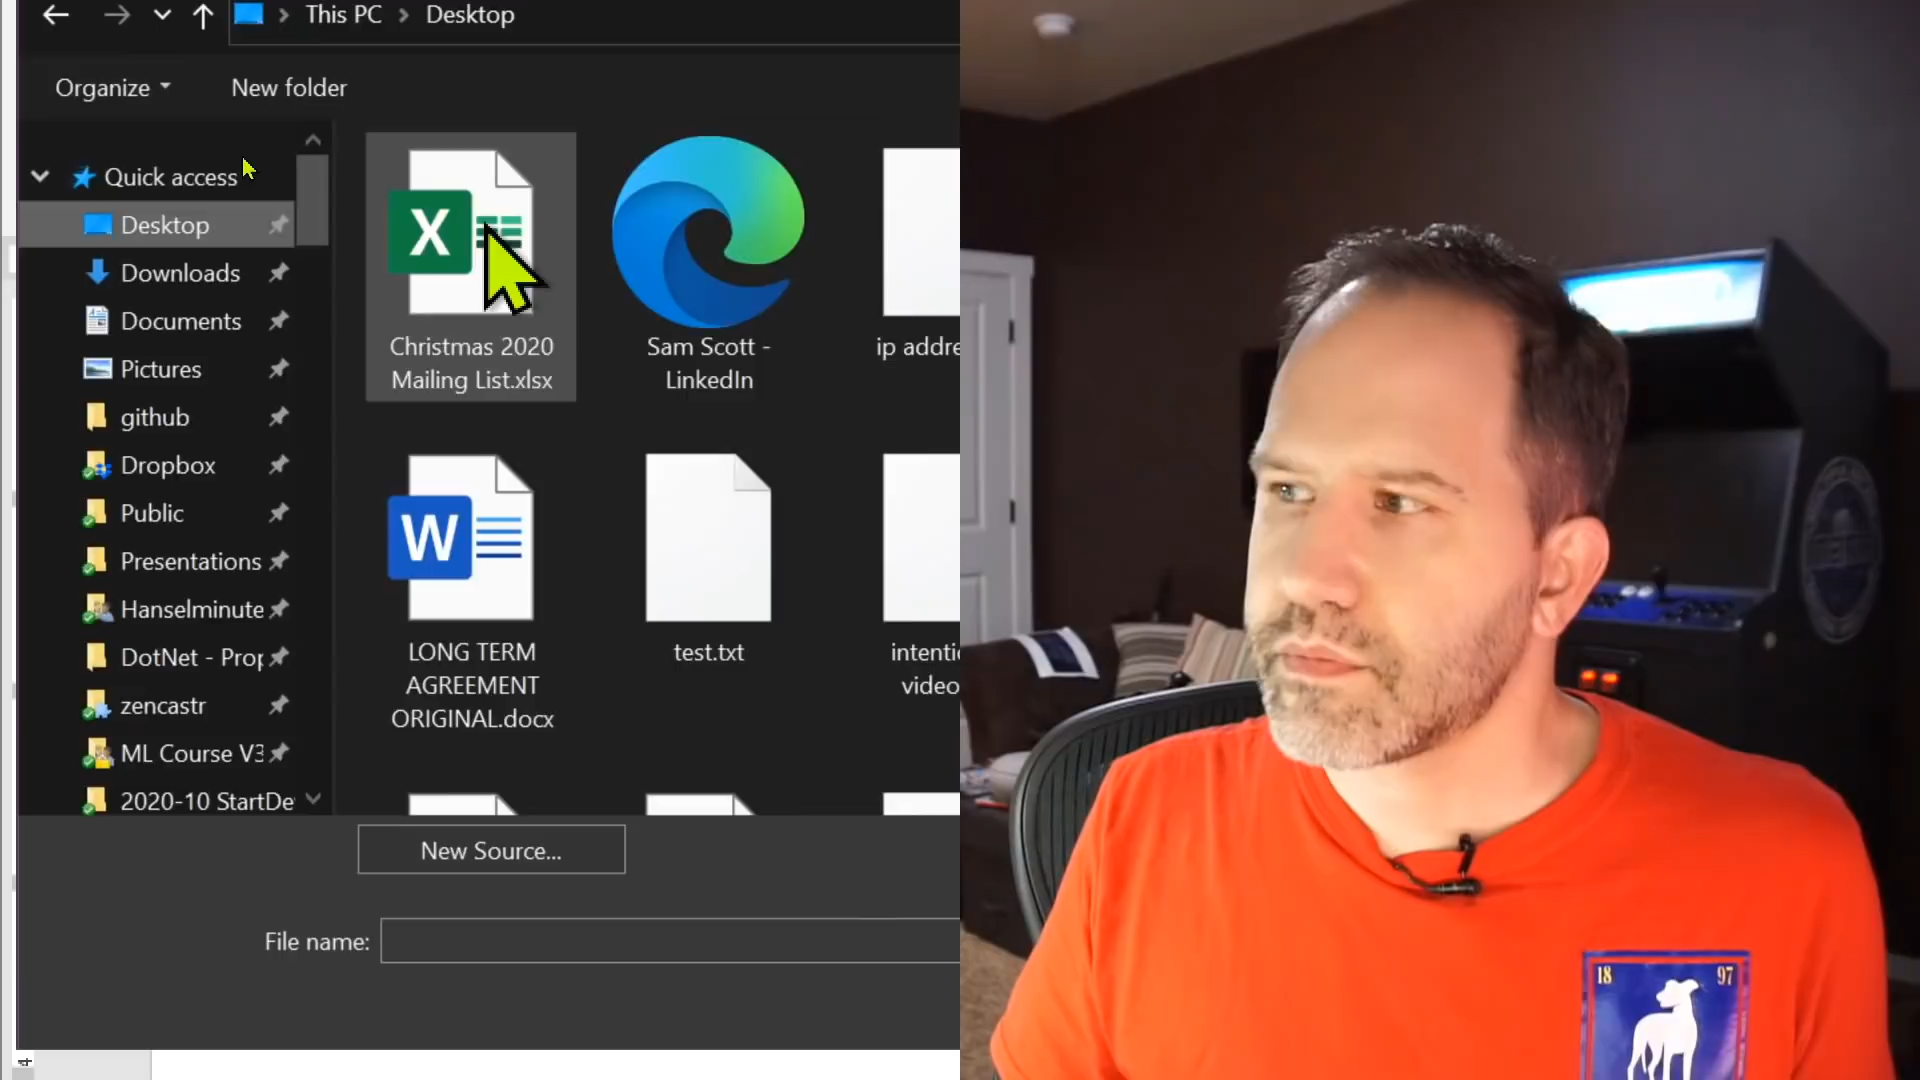 This PC
Desktop
Organize
New folder
Quick access
Desktop
Downloads
Documents
Pictures
github
Dropbox
Public
Presentations
Hanselminute
DotNet - Prop
zencastr
ML Course V3
2020-10 StartDe
X
Christmas 2020
Mailing List.xlsx
Sam Scott -
LinkedIn
ip addre
W
LONG TERM
AGREEMENT
ORIGINAL.docx
test.txt
intenti
video
New Source...
File name:
18 97